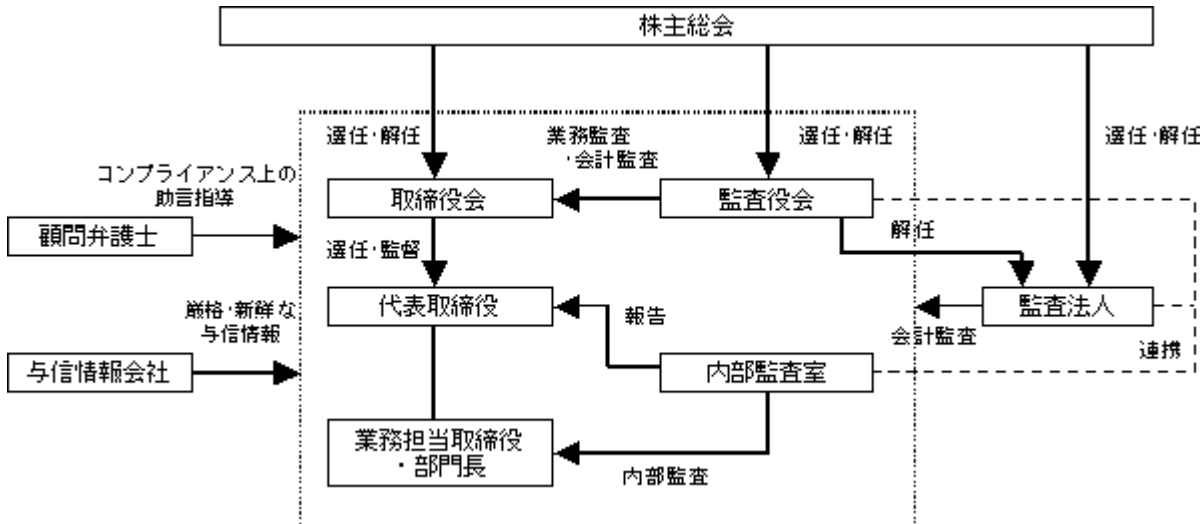 株主総会
選任・解任
業務監査
・会計監査
選任・解任
選任・解任
コンプライアンス上の
助言指導
取締役会
監査役会
顧問弁護士
解任
選任・監督
厳格・新鮮な
与信情報
代表取締役
報告
監査法人
会計監査
連携
与信情報会社
内部監査室
業務担当取締役
・部門長
内部監査